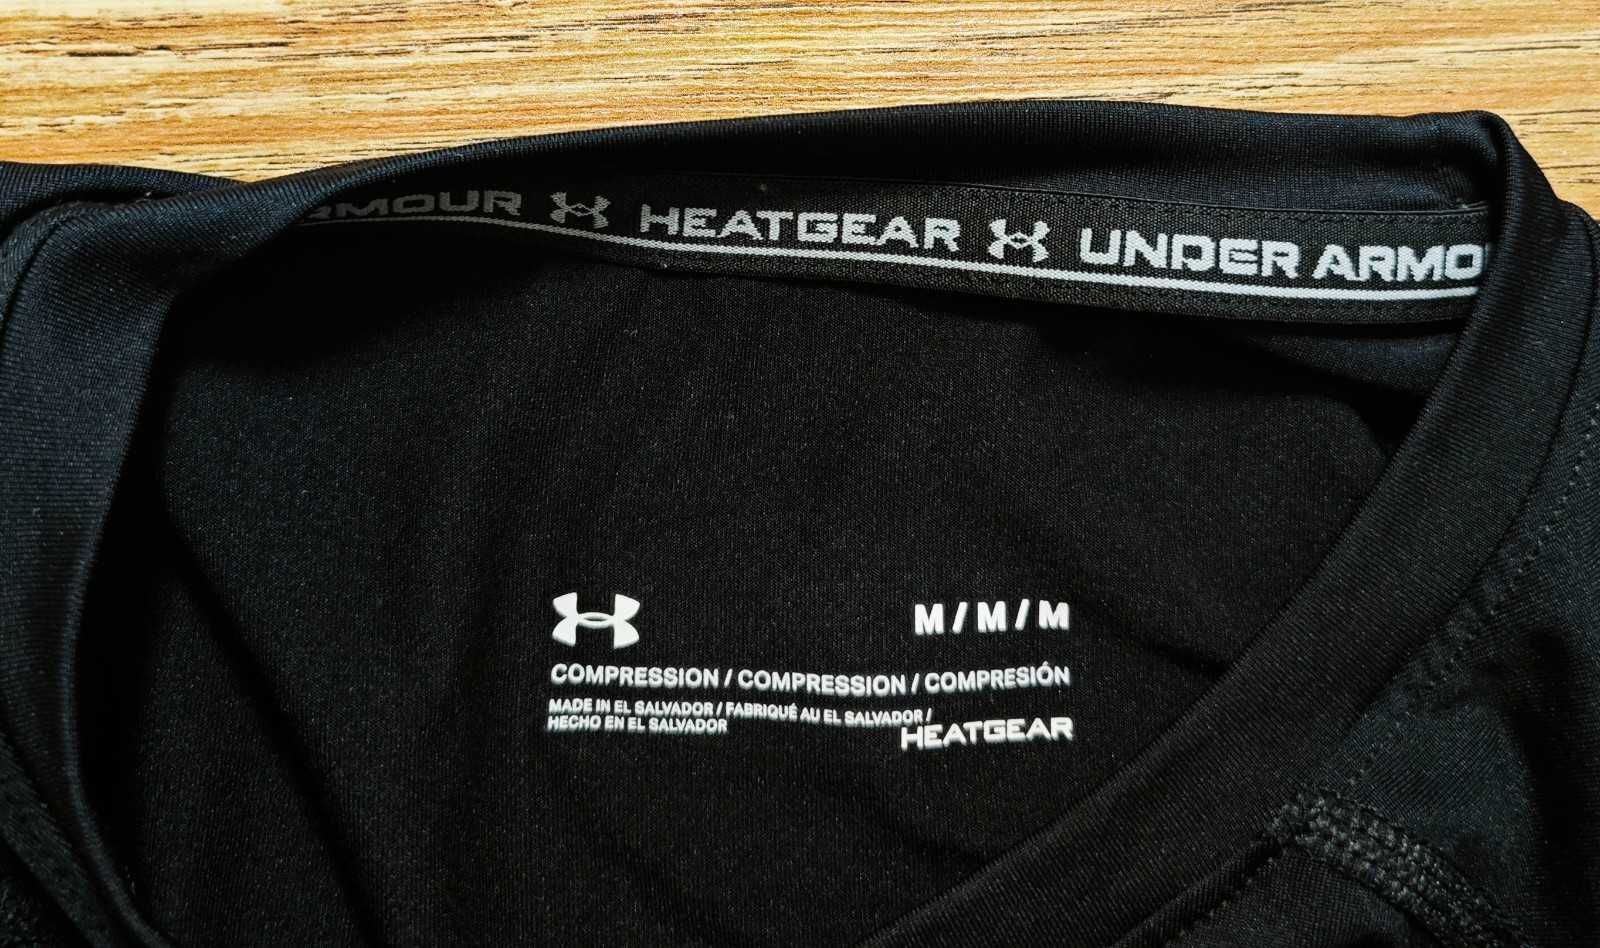 ARMOUR HEATGEAR UNDER ARMO
M / M / M
COMPRESSION / COMPRESSION / COMPRESIÓN
MADE IN EL SALVADOR / FABRIQUÉ AU EL SALVADOR /
HECHO EN EL SALVADOR
HEATGEAR